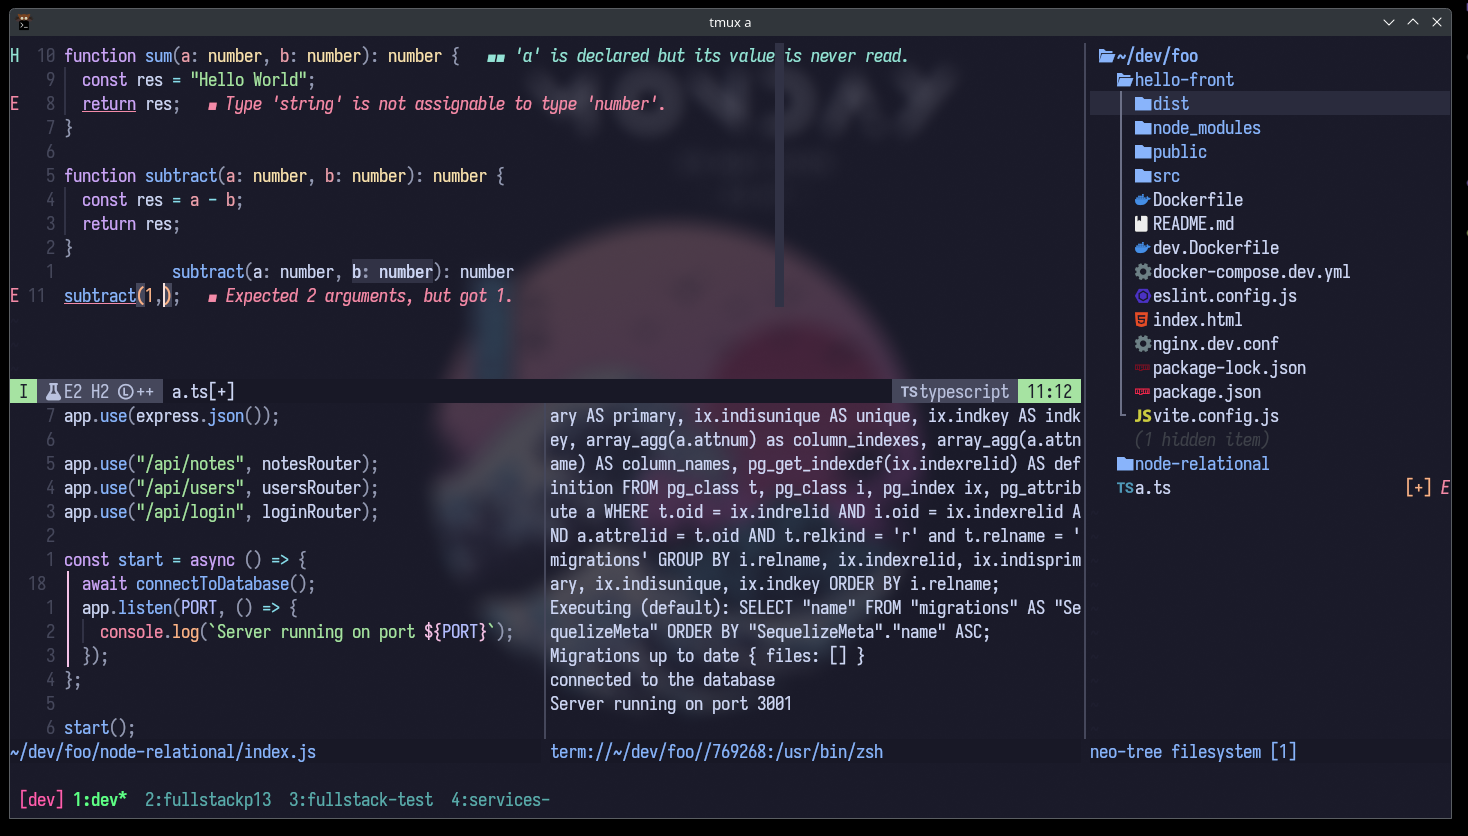 tmux a
H 10 function sum(a: number, b: number): number { ■■ 'a' is declared but its value is never read.
9 const res = "Hello World";
E 8 return res; ■ Type 'string' is not assignable to type 'number'.
7 }
6
5 function subtract(a: number, b: number): number {
4 const res = a - b;
3 return res;
2 }
1 subtract(a: number, b: number): number
E 11 subtract(1,); ■ Expected 2 arguments, but got 1.
I E2 H2 Ⓛ++ a.ts[+] TS typescript 11:12
7 app.use(express.json());
6
5 app.use("/api/notes", notesRouter);
4 app.use("/api/users", usersRouter);
3 app.use("/api/login", loginRouter);
2
1 const start = async () => {
18 await connectToDatabase();
1 app.listen(PORT, () => {
2 console.log(`Server running on port ${PORT}`);
3 });
4 };
5
6 start();
~/dev/foo/node-relational/index.js
ary AS primary, ix.indisunique AS unique, ix.indkey AS indk
ey, array_agg(a.attnum) as column_indexes, array_agg(a.attn
ame) AS column_names, pg_get_indexdef(ix.indexrelid) AS def
inition FROM pg_class t, pg_class i, pg_index ix, pg_attrib
ute a WHERE t.oid = ix.indrelid AND i.oid = ix.indexrelid A
ND a.attrelid = t.oid AND t.relkind = 'r' and t.relname = '
migrations' GROUP BY i.relname, ix.indexrelid, ix.indisprim
ary, ix.indisunique, ix.indkey ORDER BY i.relname;
Executing (default): SELECT "name" FROM "migrations" AS "Se
quelizeMeta" ORDER BY "SequelizeMeta"."name" ASC;
Migrations up to date { files: [] }
connected to the database
Server running on port 3001
term://~/dev/foo//769268:/usr/bin/zsh
~/dev/foo
hello-front
dist
node_modules
public
src
Dockerfile
README.md
dev.Dockerfile
docker-compose.dev.yml
eslint.config.js
index.html
nginx.dev.conf
package-lock.json
package.json
JS vite.config.js
(1 hidden item)
node-relational
TS a.ts [+] E
neo-tree filesystem [1]
[dev] 1:dev* 2:fullstackp13 3:fullstack-test 4:services-
MONDAY